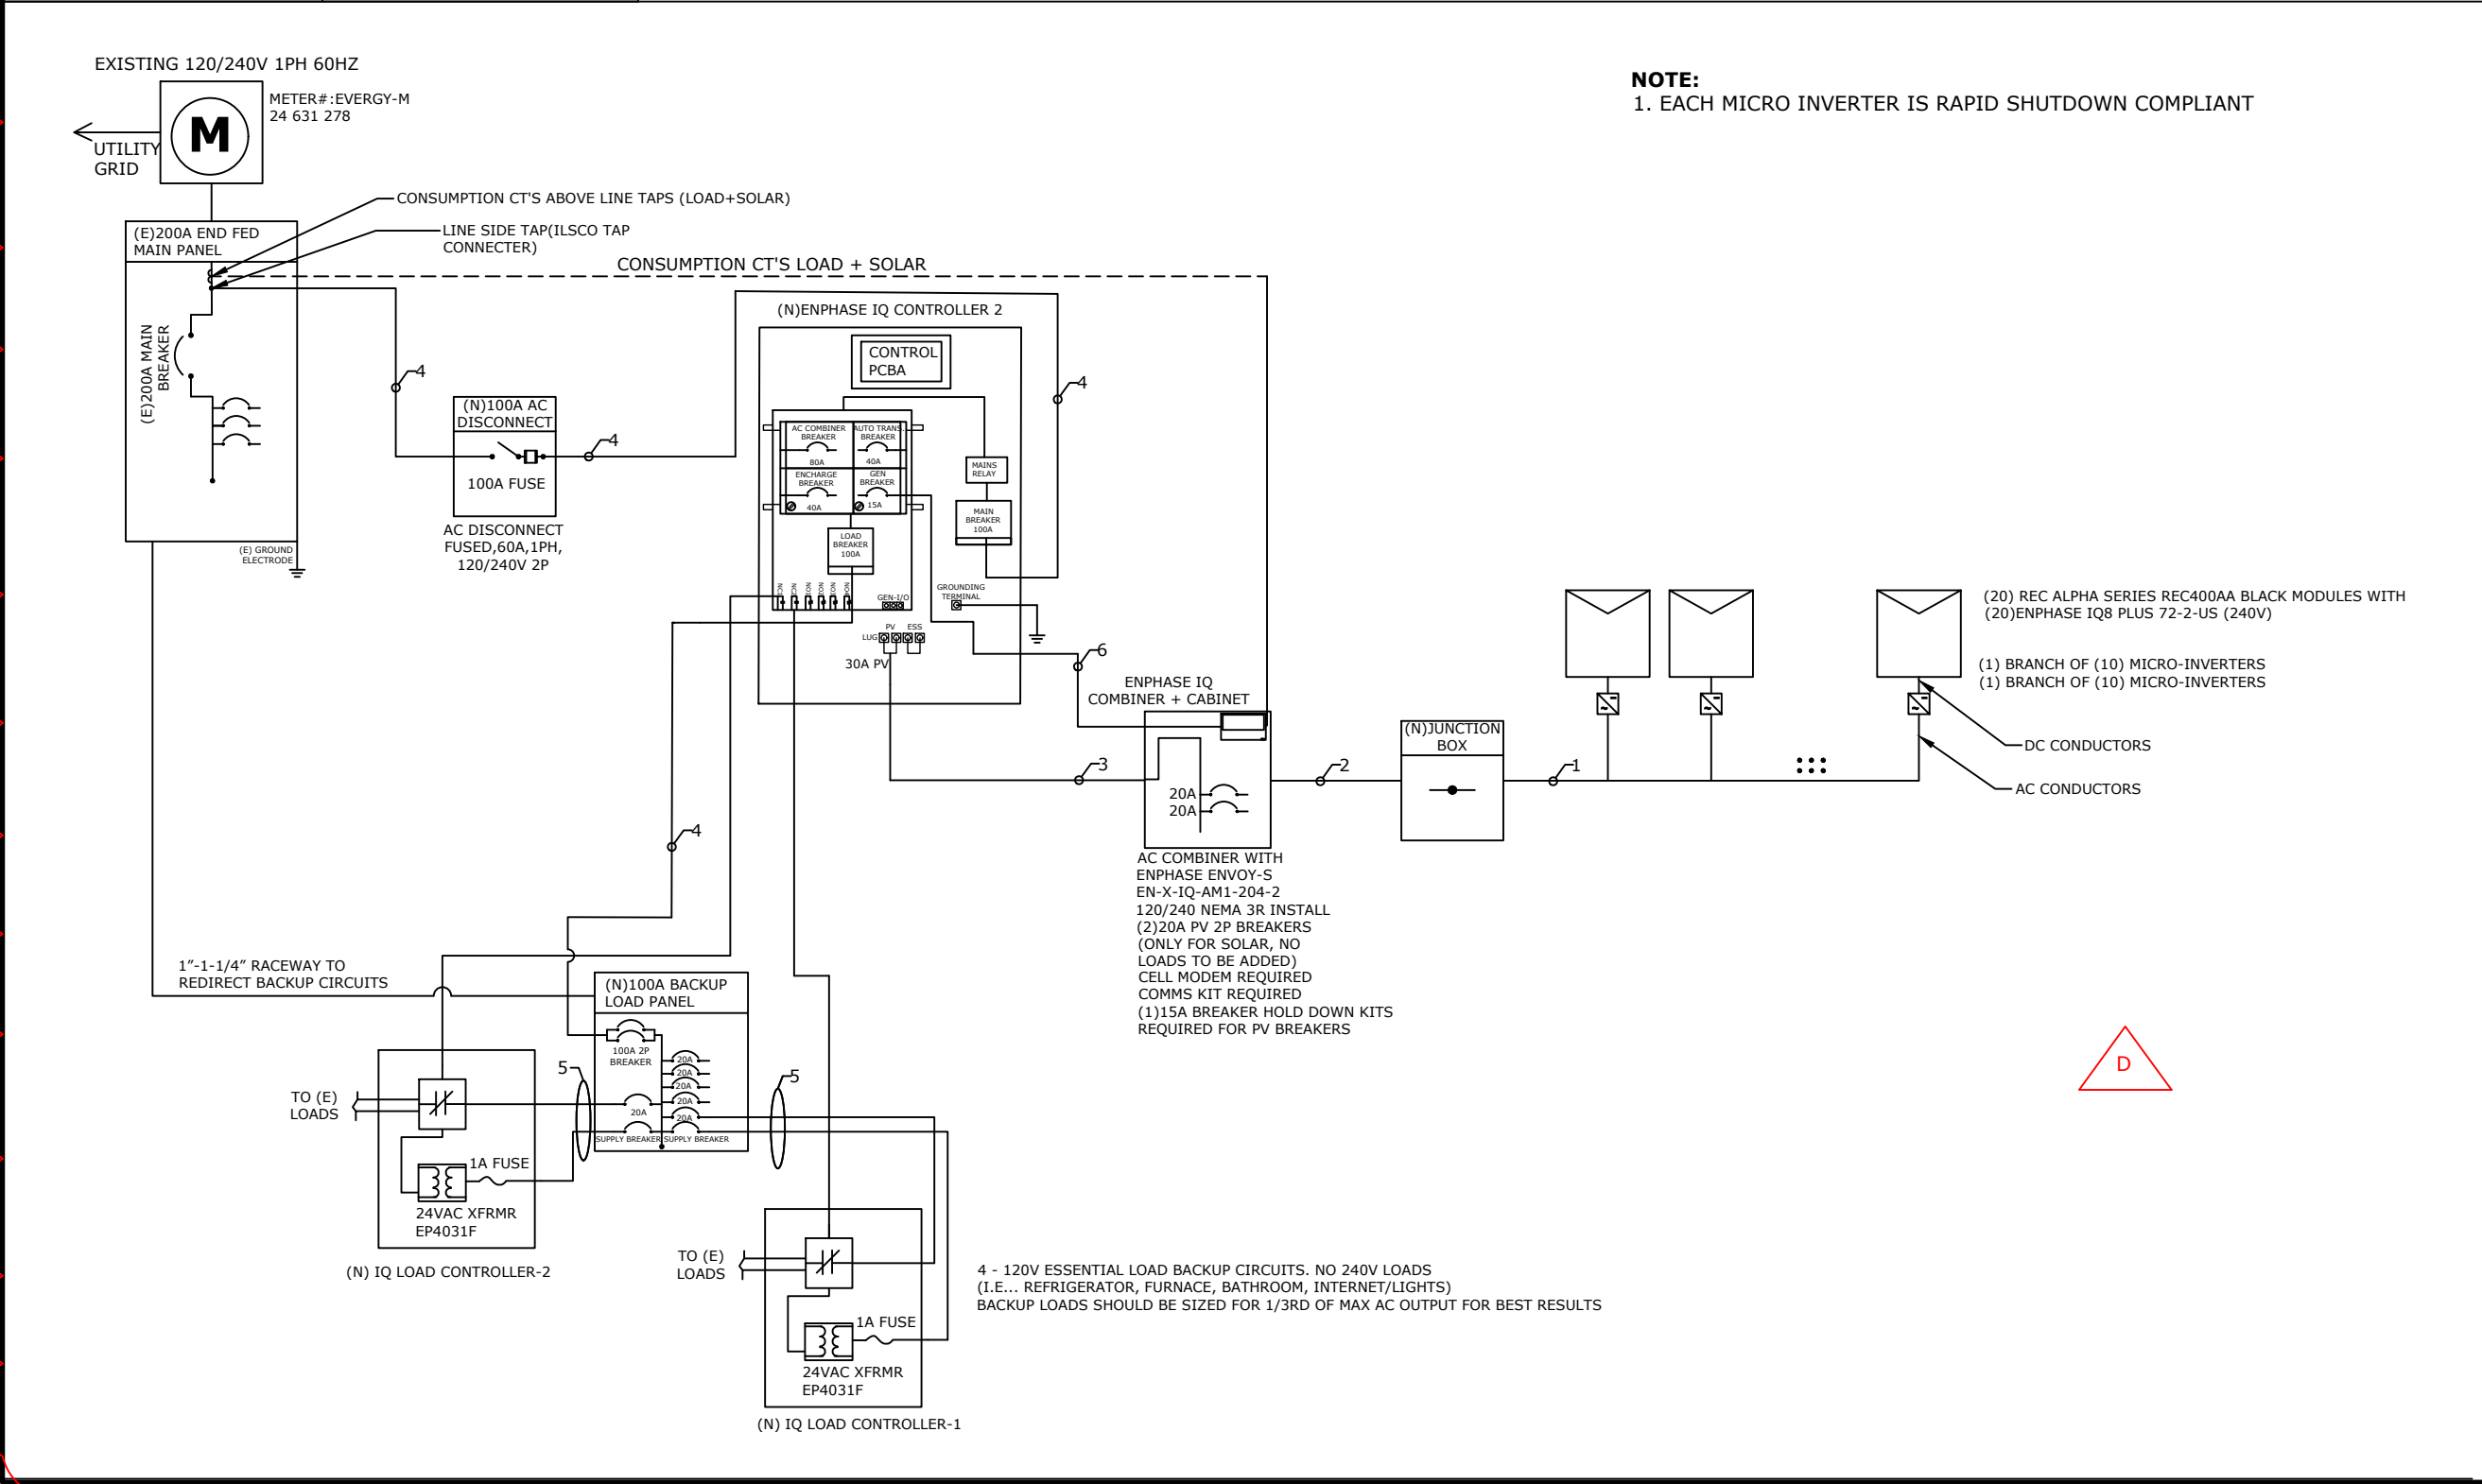 EXISTING 120/240V 1PH 60HZ
M
METER#:EVERGY-M
24 631 278
UTILITY
GRID
NOTE:
1. EACH MICRO INVERTER IS RAPID SHUTDOWN COMPLIANT
CONSUMPTION CT'S ABOVE LINE TAPS (LOAD+SOLAR)
LINE SIDE TAP(ILSCO TAP
CONNECTER)
(E)200A END FED
MAIN PANEL
CONSUMPTION CT'S LOAD + SOLAR
(E)200A MAIN
BREAKER
(E) GROUND
ELECTRODE
4
(N)100A AC
DISCONNECT
100A FUSE
AC DISCONNECT
FUSED,60A,1PH,
120/240V 2P
4
(N)ENPHASE IQ CONTROLLER 2
CONTROL
PCBA
4
AC COMBINER
BREAKER
80A
AUTO TRANS.
BREAKER
40A
ENCHARGE
BREAKER
40A
GEN
BREAKER
15A
MAINS
RELAY
MAIN
BREAKER
100A
LOAD
BREAKER
100A
GEN-I/O
GROUNDING
TERMINAL
PV
ESS
LUG
30A PV
6
ENPHASE IQ
COMBINER + CABINET
3
20A
20A
2
(N)JUNCTION
BOX
1
(20) REC ALPHA SERIES REC400AA BLACK MODULES WITH
(20)ENPHASE IQ8 PLUS 72-2-US (240V)
(1) BRANCH OF (10) MICRO-INVERTERS
(1) BRANCH OF (10) MICRO-INVERTERS
DC CONDUCTORS
AC CONDUCTORS
AC COMBINER WITH
ENPHASE ENVOY-S
EN-X-IQ-AM1-204-2
120/240 NEMA 3R INSTALL
(2)20A PV 2P BREAKERS
(ONLY FOR SOLAR, NO
LOADS TO BE ADDED)
CELL MODEM REQUIRED
COMMS KIT REQUIRED
(1)15A BREAKER HOLD DOWN KITS
REQUIRED FOR PV BREAKERS
4
1"-1-1/4" RACEWAY TO
REDIRECT BACKUP CIRCUITS
(N)100A BACKUP
LOAD PANEL
100A 2P
BREAKER
20A
20A
20A
20A
20A
20A
SUPPLY BREAKER
SUPPLY BREAKER
5
5
TO (E)
LOADS
1A FUSE
24VAC XFRMR
EP4031F
(N) IQ LOAD CONTROLLER-2
TO (E)
LOADS
1A FUSE
24VAC XFRMR
EP4031F
(N) IQ LOAD CONTROLLER-1
4 - 120V ESSENTIAL LOAD BACKUP CIRCUITS. NO 240V LOADS
(I.E... REFRIGERATOR, FURNACE, BATHROOM, INTERNET/LIGHTS)
BACKUP LOADS SHOULD BE SIZED FOR 1/3RD OF MAX AC OUTPUT FOR BEST RESULTS
D